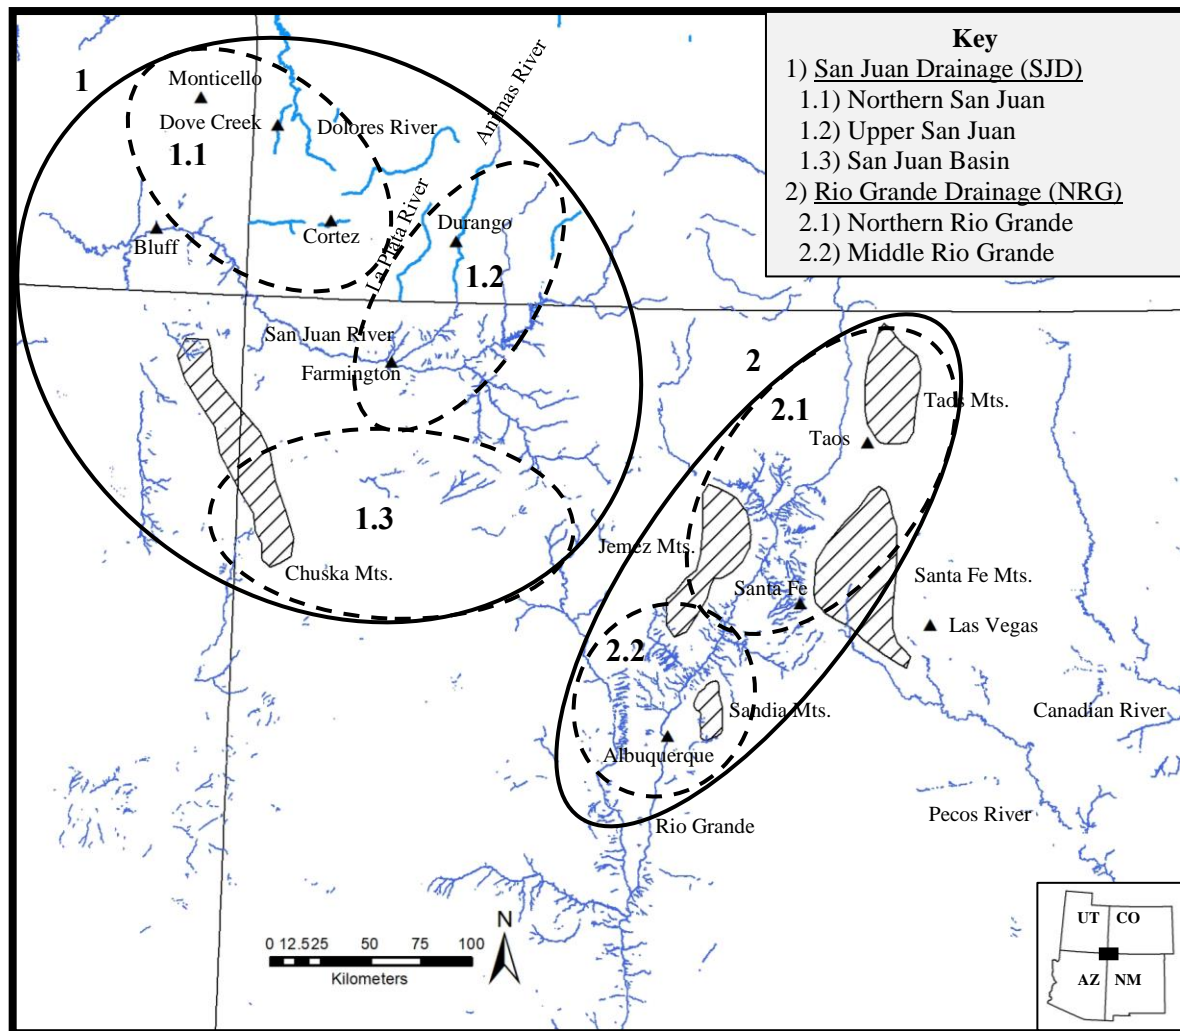 Key
1) San Juan Drainage (SJD)
1.1) Northern San Juan
1.2) Upper San Juan
1.3) San Juan Basin
2) Rio Grande Drainage (NRG)
2.1) Northern Rio Grande
2.2) Middle Rio Grande
1
Monticello
Dove Creek
Dolores River
Animas River
1.1
La Plata River
Durango
Bluff
Cortez
1.2
San Juan River
Farmington
2
2.1
Taos Mts.
Taos
1.3
Jemez Mts.
Chuska Mts.
Santa Fe
Santa Fe Mts.
Las Vegas
2.2
Sandia Mts.
Canadian River
Albuquerque
Rio Grande
Pecos River
N
0 12.525 50 75 100
Kilometers
UT CO
AZ NM